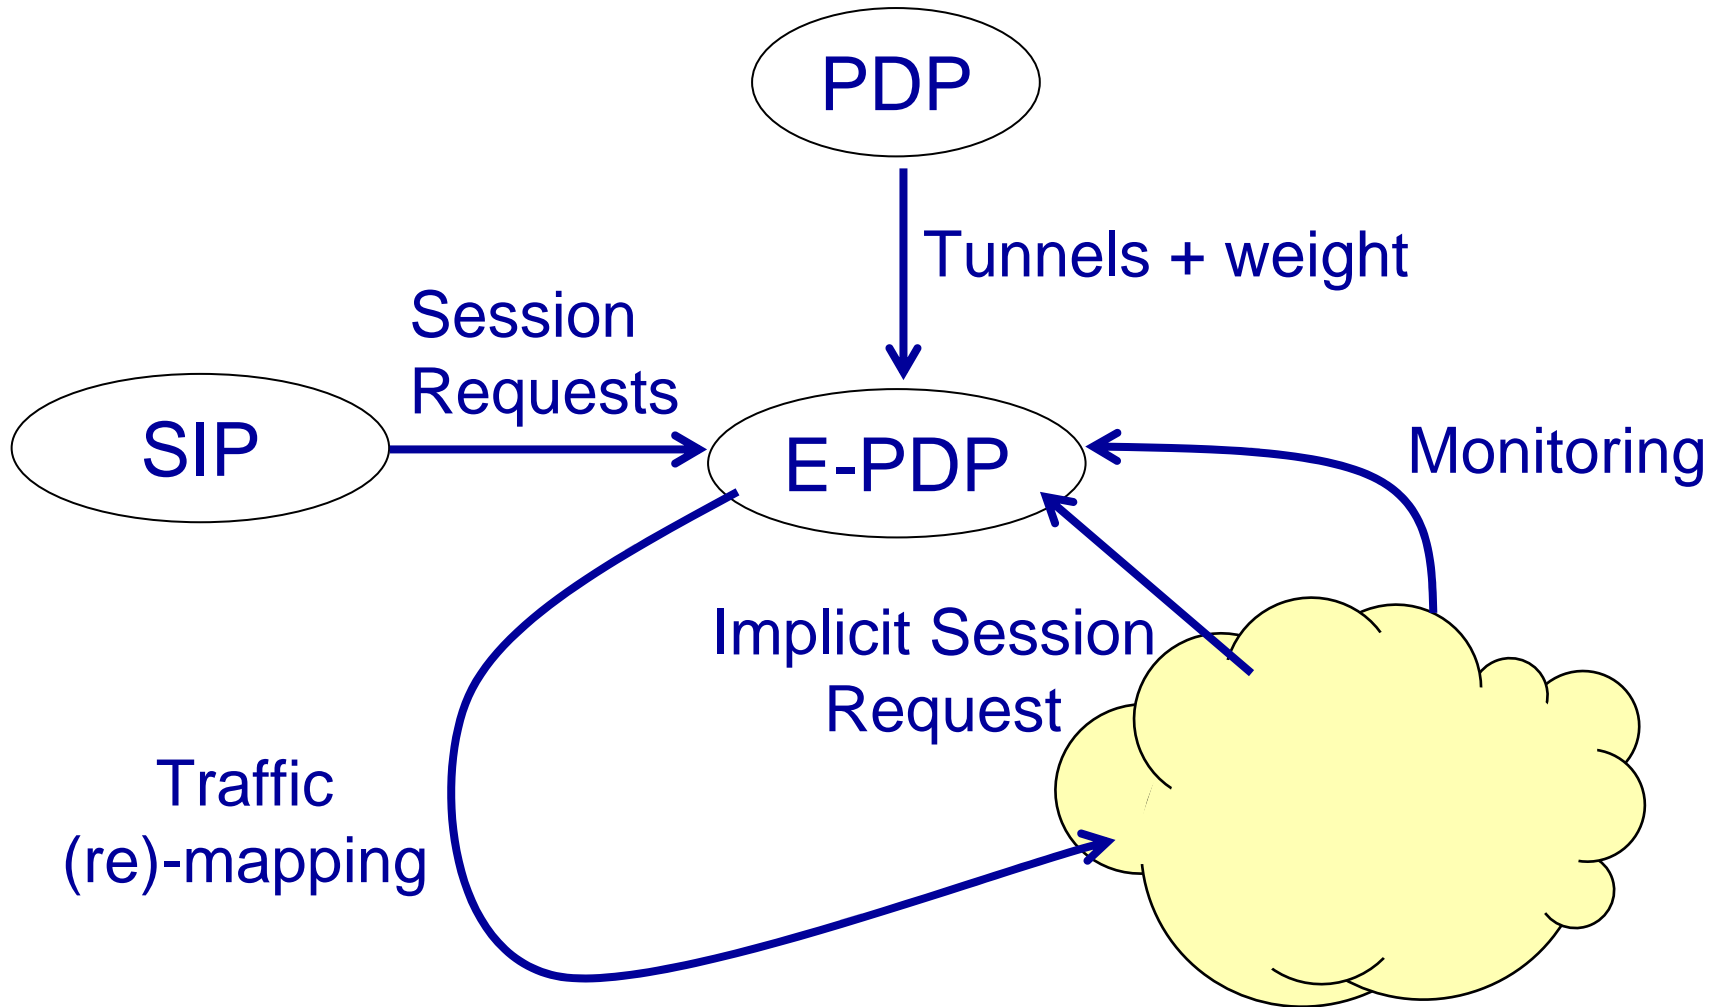 PDP
Tunnels + weight
Session
Requests
SIP
E-PDP
Monitoring
Implicit Session
Request
Traffic
(re)-mapping